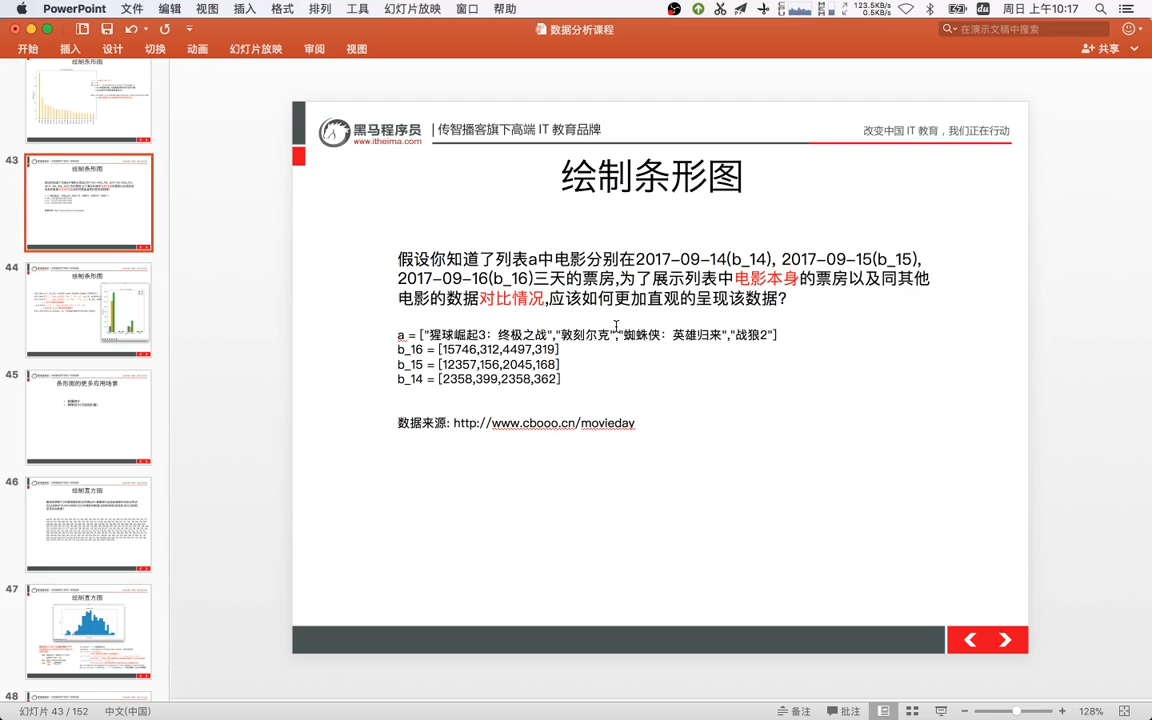 PowerPoint 文件 编辑 视图 插入 格式 排列 工具 幻灯片放映 窗口 帮助 123.5KB/s 0.5KB/s 周日 上午10:17
数据分析课程
在演示文稿中搜索
开始 插入 设计 切换 动画 幻灯片放映 审阅 视图 共享
绘制条形图
43
绘制条形图
44
绘制条形图
45
条形图的更多应用场景
46
绘制直方图
47
绘制直方图
48
黑马程序员
www.itheima.com
传智播客旗下高端 IT 教育品牌
改变中国 IT 教育，我们正在行动
绘制条形图
假设你知道了列表a中电影分别在2017-09-14(b_14), 2017-09-15(b_15),
2017-09-16(b_16)三天的票房,为了展示列表中电影本身的票房以及同其他
电影的数据对比情况,应该如何更加直观的呈现该数据?
a = ["猩球崛起3：终极之战","敦刻尔克","蜘蛛侠：英雄归来","战狼2"]
b_16 = [15746,312,4497,319]
b_15 = [12357,156,2045,168]
b_14 = [2358,399,2358,362]
数据来源: http://www.cbooo.cn/movieday
幻灯片 43 / 152 中文(中国) 备注 批注 128%